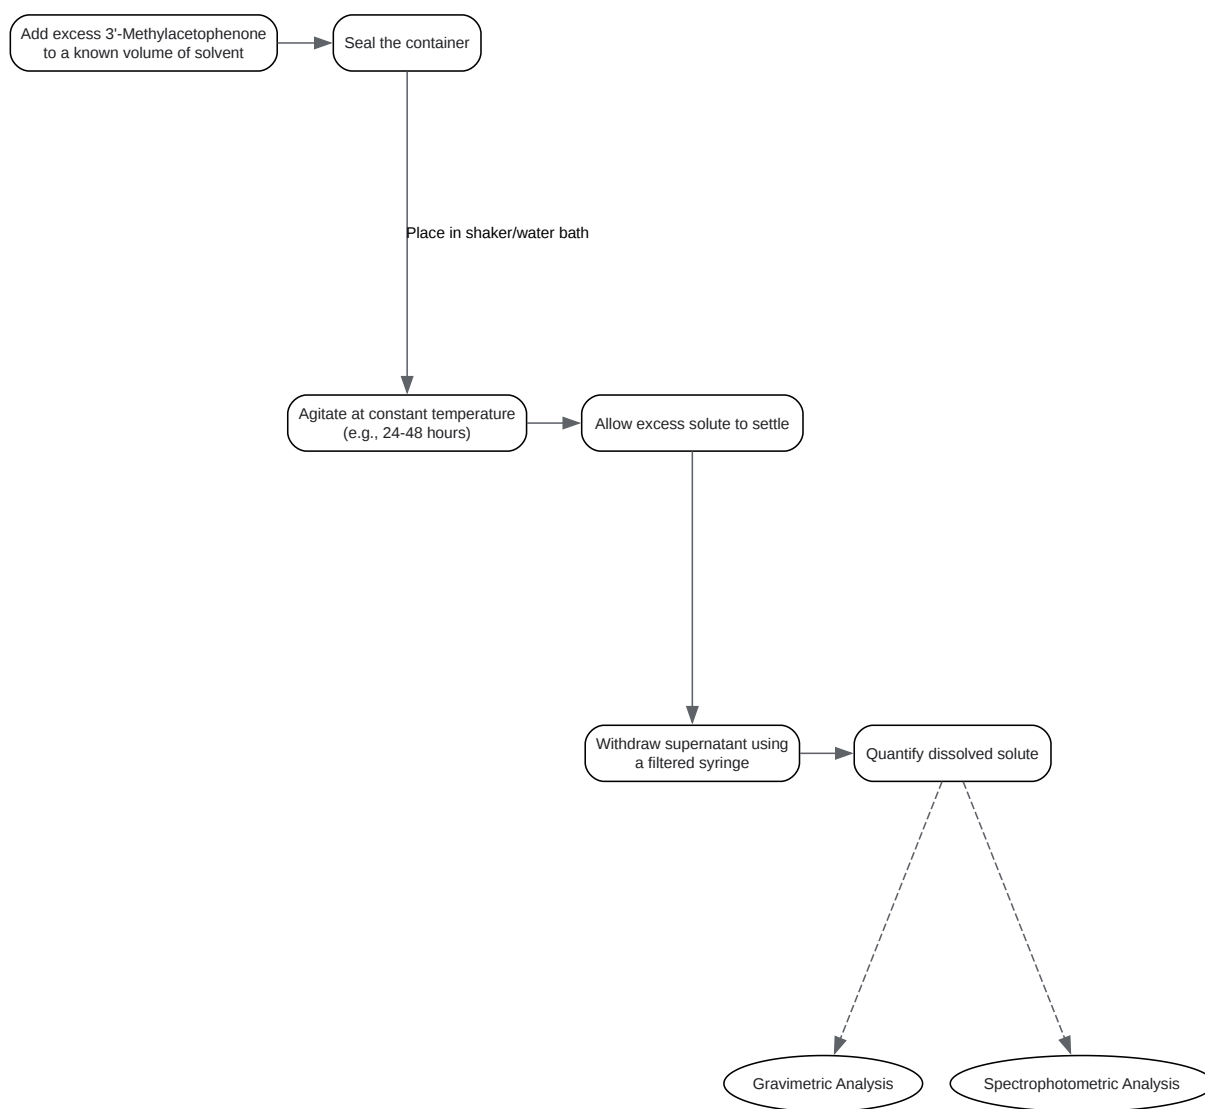 Add excess 3'-Methylacetophenone
to a known volume of solvent
Seal the container
Place in shaker/water bath
Agitate at constant temperature
(e.g., 24-48 hours)
Allow excess solute to settle
Withdraw supernatant using
a filtered syringe
Quantify dissolved solute
Gravimetric Analysis
Spectrophotometric Analysis